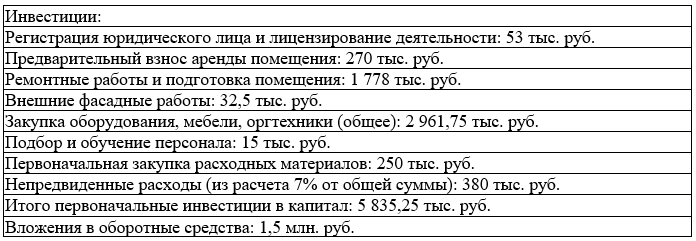 Инвестиции:
Регистрация юридического лица и лицензирование деятельности: 53 тыс. руб.
Предварительный взнос аренды помещения: 270 тыс. руб.
Ремонтные работы и подготовка помещения: 1 778 тыс. руб.
Внешние фасадные работы: 32,5 тыс. руб.
Закупка оборудования, мебели, оргтехники (общее): 2 961,75 тыс. руб.
Подбор и обучение персонала: 15 тыс. руб.
Первоначальная закупка расходных материалов: 250 тыс. руб.
Непредвиденные расходы (из расчета 7% от общей суммы): 380 тыс. руб.
Итого первоначальные инвестиции в капитал: 5 835,25 тыс. руб.
Вложения в оборотные средства: 1,5 млн. руб.